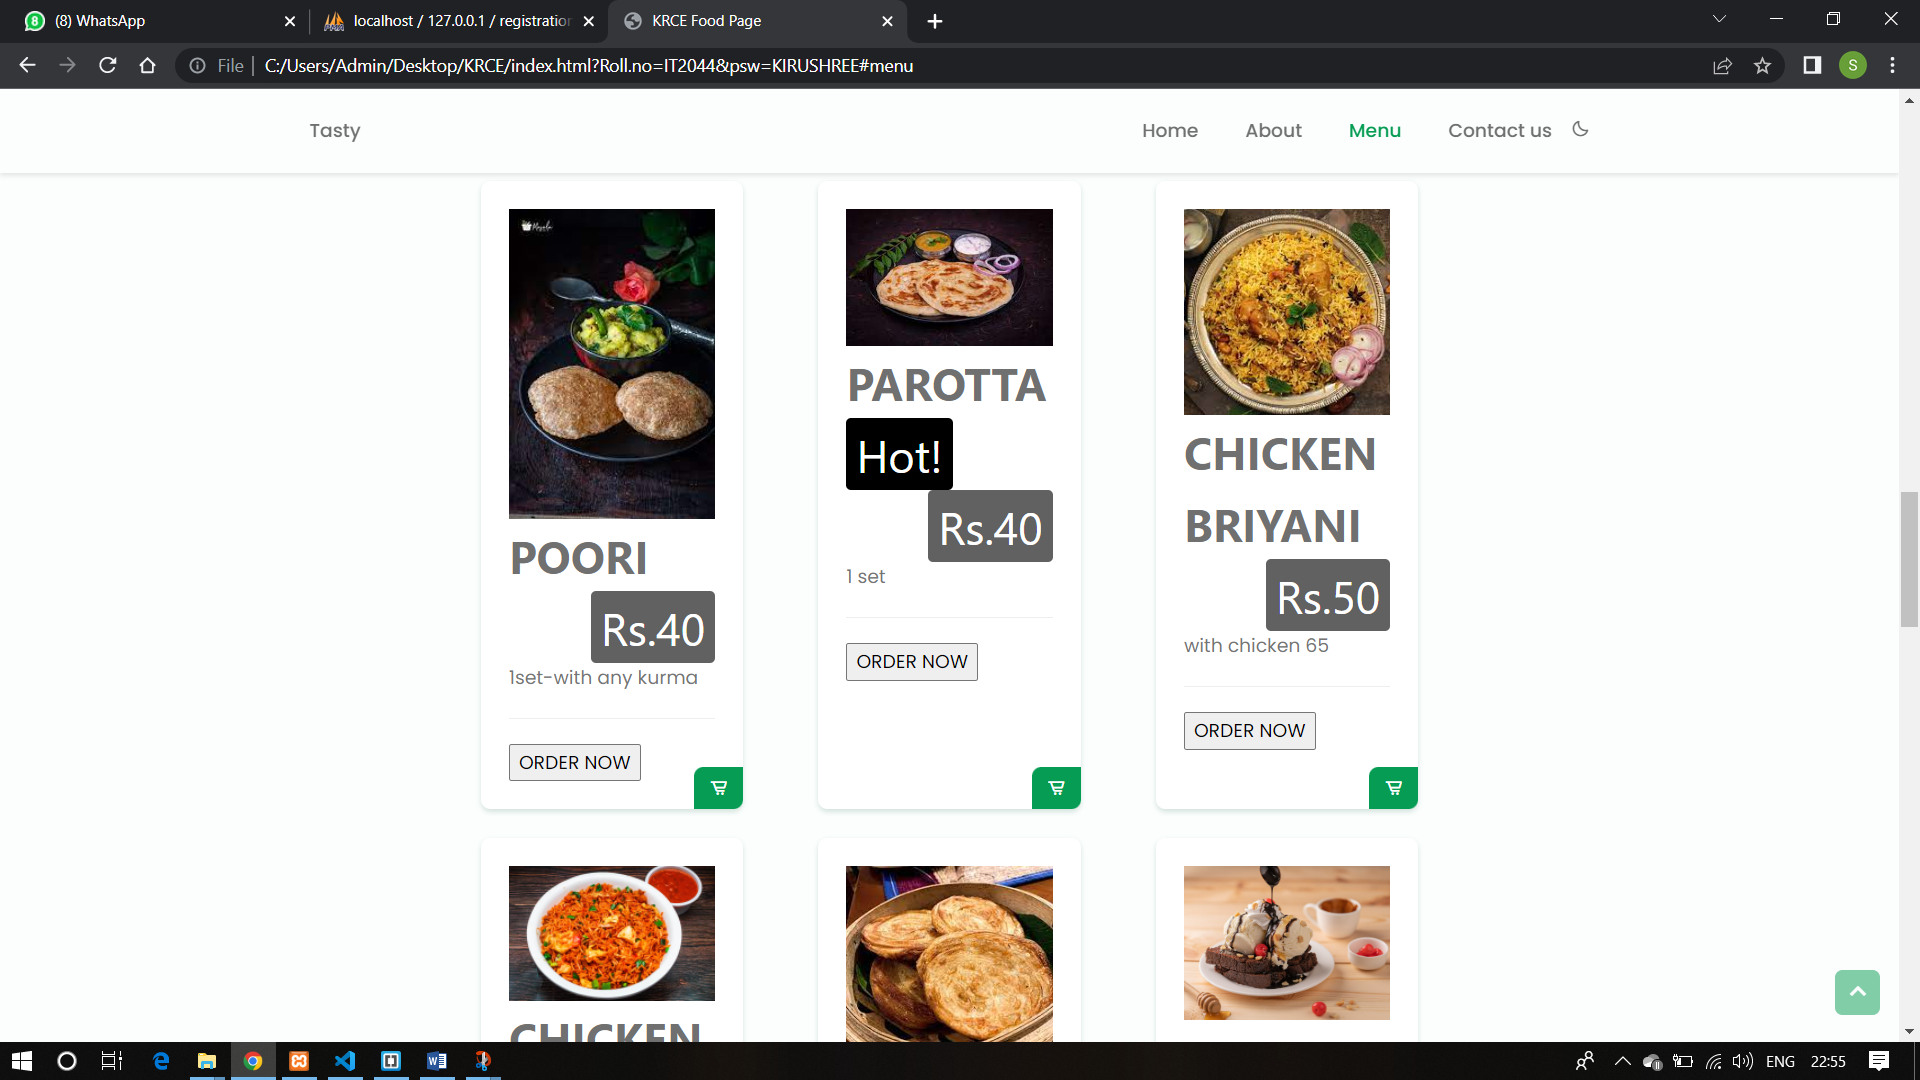 (8) WhatsApp
localhost / 127.0.0.1 / registration
KRCE Food Page
File
C:/Users/Admin/Desktop/KRCE/index.html?Roll.no=IT2044&psw=KIRUSHREE#menu
S
Tasty
Home
About
Menu
Contact us
POORI
Rs.40
1set-with any kurma
ORDER NOW
PAROTTA
Hot!
Rs.40
1 set
ORDER NOW
CHICKEN
BRIYANI
Rs.50
with chicken 65
ORDER NOW
CHICKEN
ENG
22:55